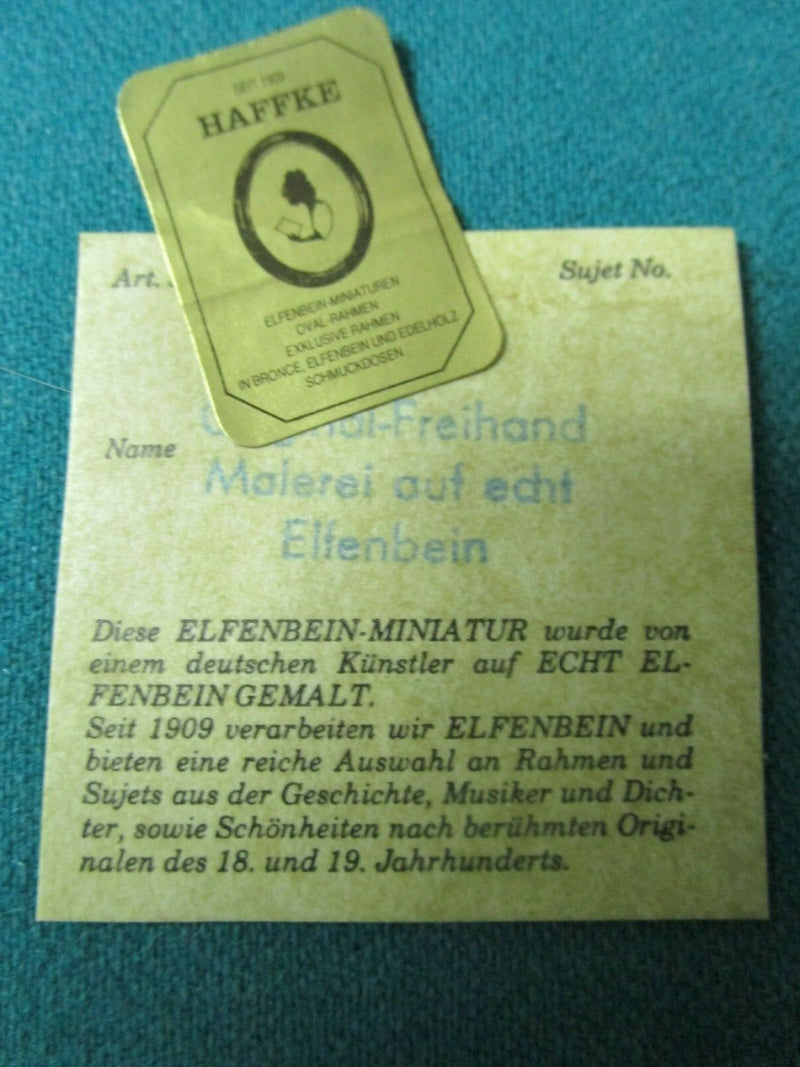 SEIT 1909
HAFFKE
ELFENBEIN-MINIATUREN
OVAL-RAHMEN
EXKLUSIVE RAHMEN
IN BRONCE, ELFENBEIN UND EDELHOLZ
SCHMUCKDOSEN
Art.
Sujet No.
Name
Freihand
Malerei auf echt
Elfenbein
Diese ELFENBEIN-MINIATUR wurde von
einem deutschen Künstler auf ECHT EL-
FENBEIN GEMALT.
Seit 1909 verarbeiten wir ELFENBEIN und
bieten eine reiche Auswahl an Rahmen und
Sujets aus der Geschichte, Musiker und Dich-
ter, sowie Schönheiten nach berühmten Origi-
nalen des 18. und 19. Jahrhunderts.